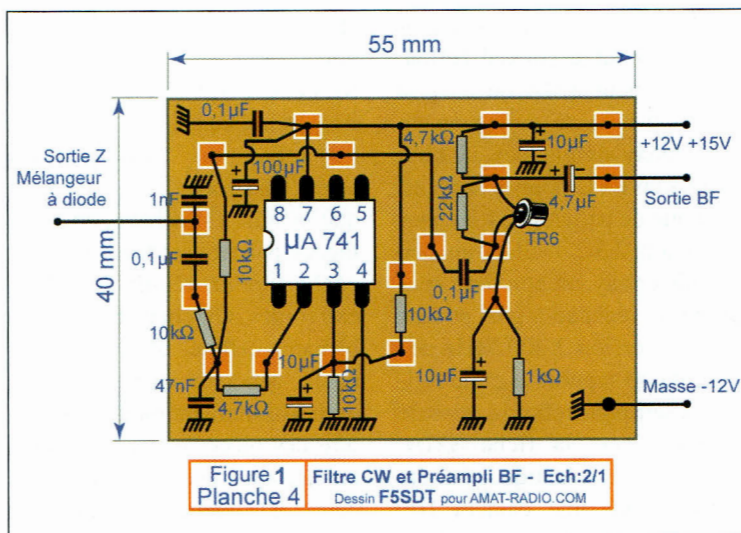 55 mm
40 mm
0,1µF
100µF
4,7kΩ
10µF
+12V +15V
Sortie Z
Mélangeur
à diode
1nF
22kΩ
4,7µF
Sortie BF
TR6
8 7 6 5
µA 741
1 2 3 4
10kΩ
0,1µF
0,1µF
10kΩ
10kΩ
10µF
10µF
47nF
4,7kΩ
10kΩ
1kΩ
Masse -12V
Figure 1
Planche 4
Filtre CW et Préampli BF - Ech:2/1
Dessin F5SDT pour AMAT-RADIO.COM